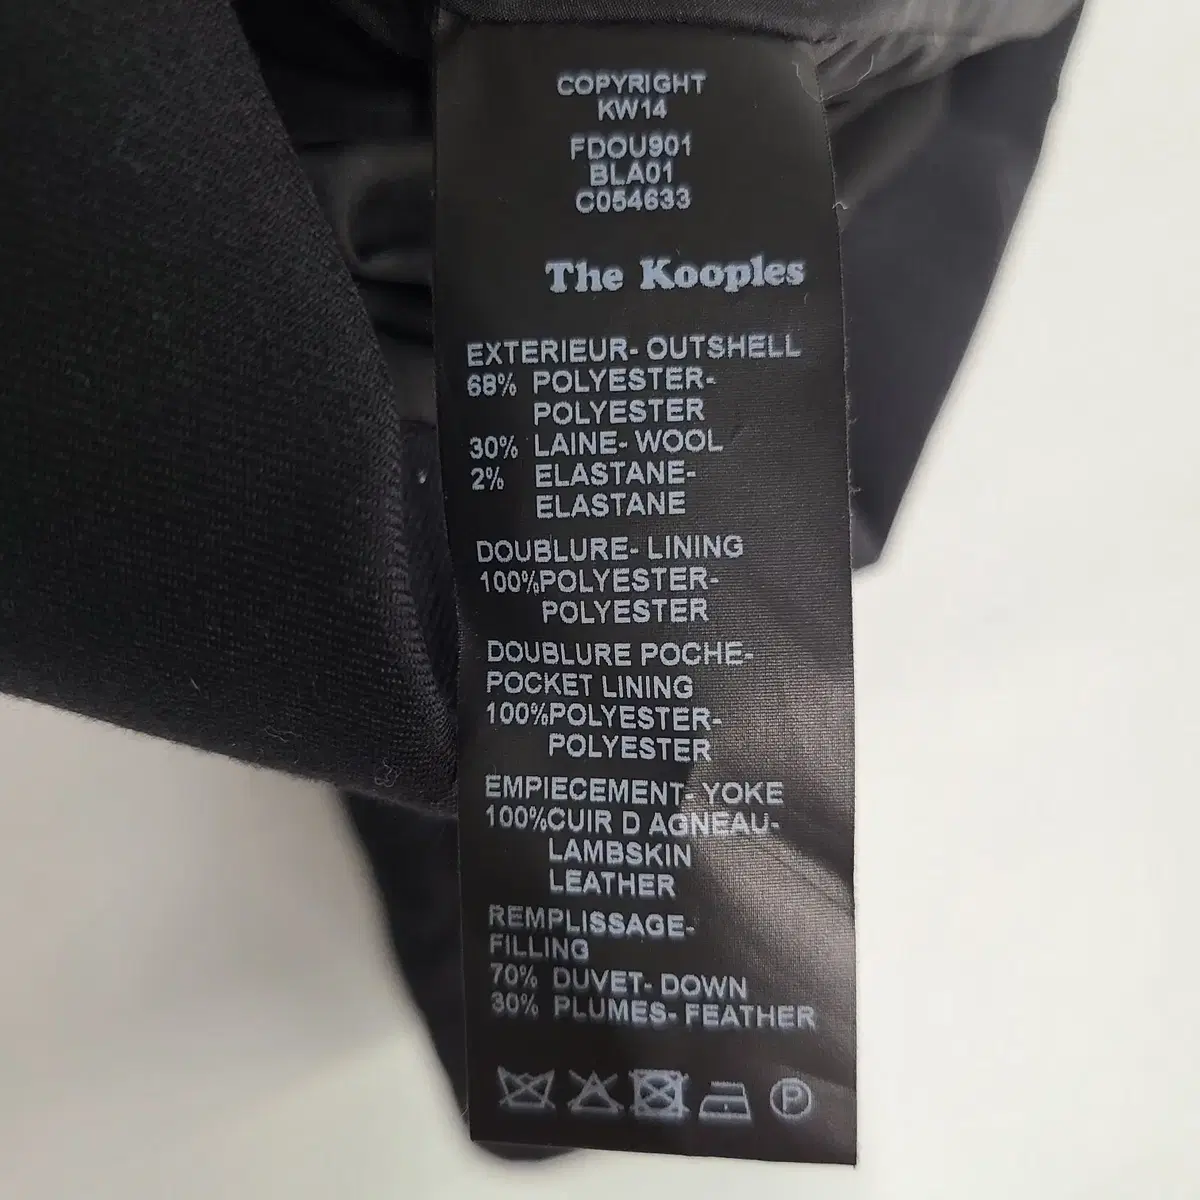 COPYRIGHT
KW14
FDOU901
BLA01
C054633
The Kooples
EXTERIEUR- OUTSHELL
68% POLYESTER-
POLYESTER
30% LAINE- WOOL
2% ELASTANE-
ELASTANE
DOUBLURE- LINING
100%POLYESTER-
POLYESTER
DOUBLURE POCHE-
POCKET LINING
100%POLYESTER-
POLYESTER
EMPIECEMENT- YOKE
100%CUIR D AGNEAU-
LAMBSKIN
LEATHER
REMPLISSAGE-
FILLING
70% DUVET- DOWN
30% PLUMES- FEATHER
P